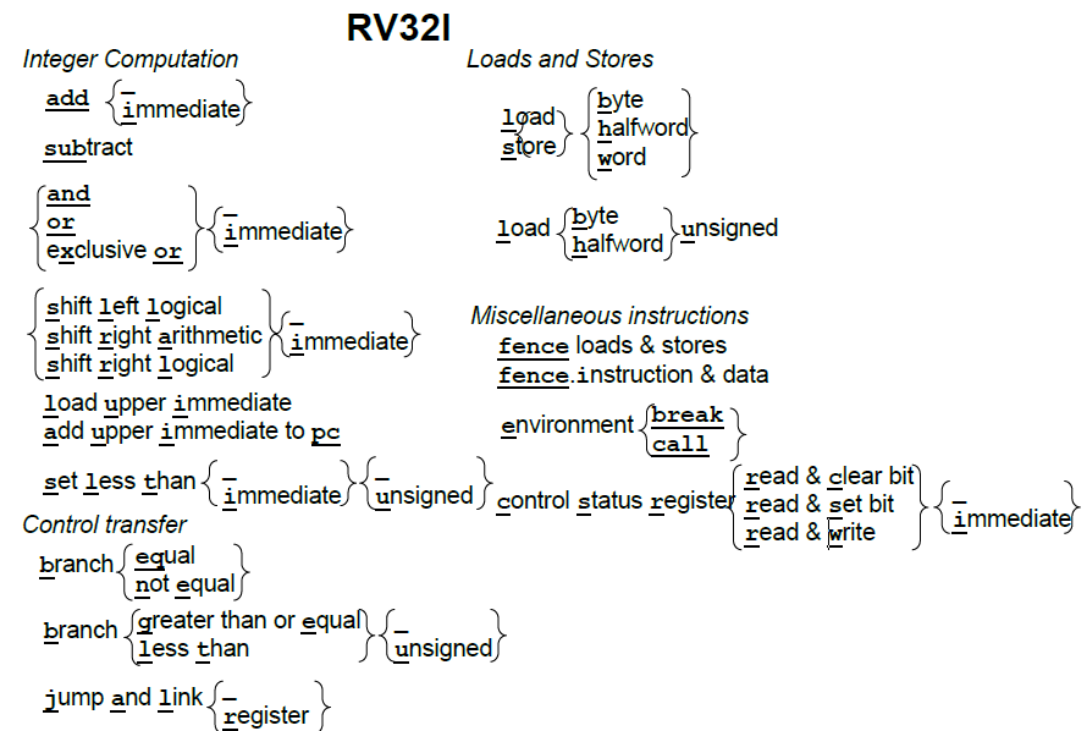 RV32I
Integer Computation
add { _
immediate }
subtract
{ and
or
exclusive or } { _
immediate }
{ shift left logical
shift right arithmetic
shift right logical } { _
immediate }
load upper immediate
add upper immediate to pc
set less than { _
immediate } { _
unsigned }
Control transfer
branch { equal
not equal }
branch { greater than or equal
less than } { _
unsigned }
jump and link { _
register }
Loads and Stores
{ load
store } { byte
halfword
word }
load { byte
halfword } unsigned
Miscellaneous instructions
fence loads & stores
fence.instruction & data
environment { break
call }
control status register { read & clear bit
read & set bit
read & write } { _
immediate }